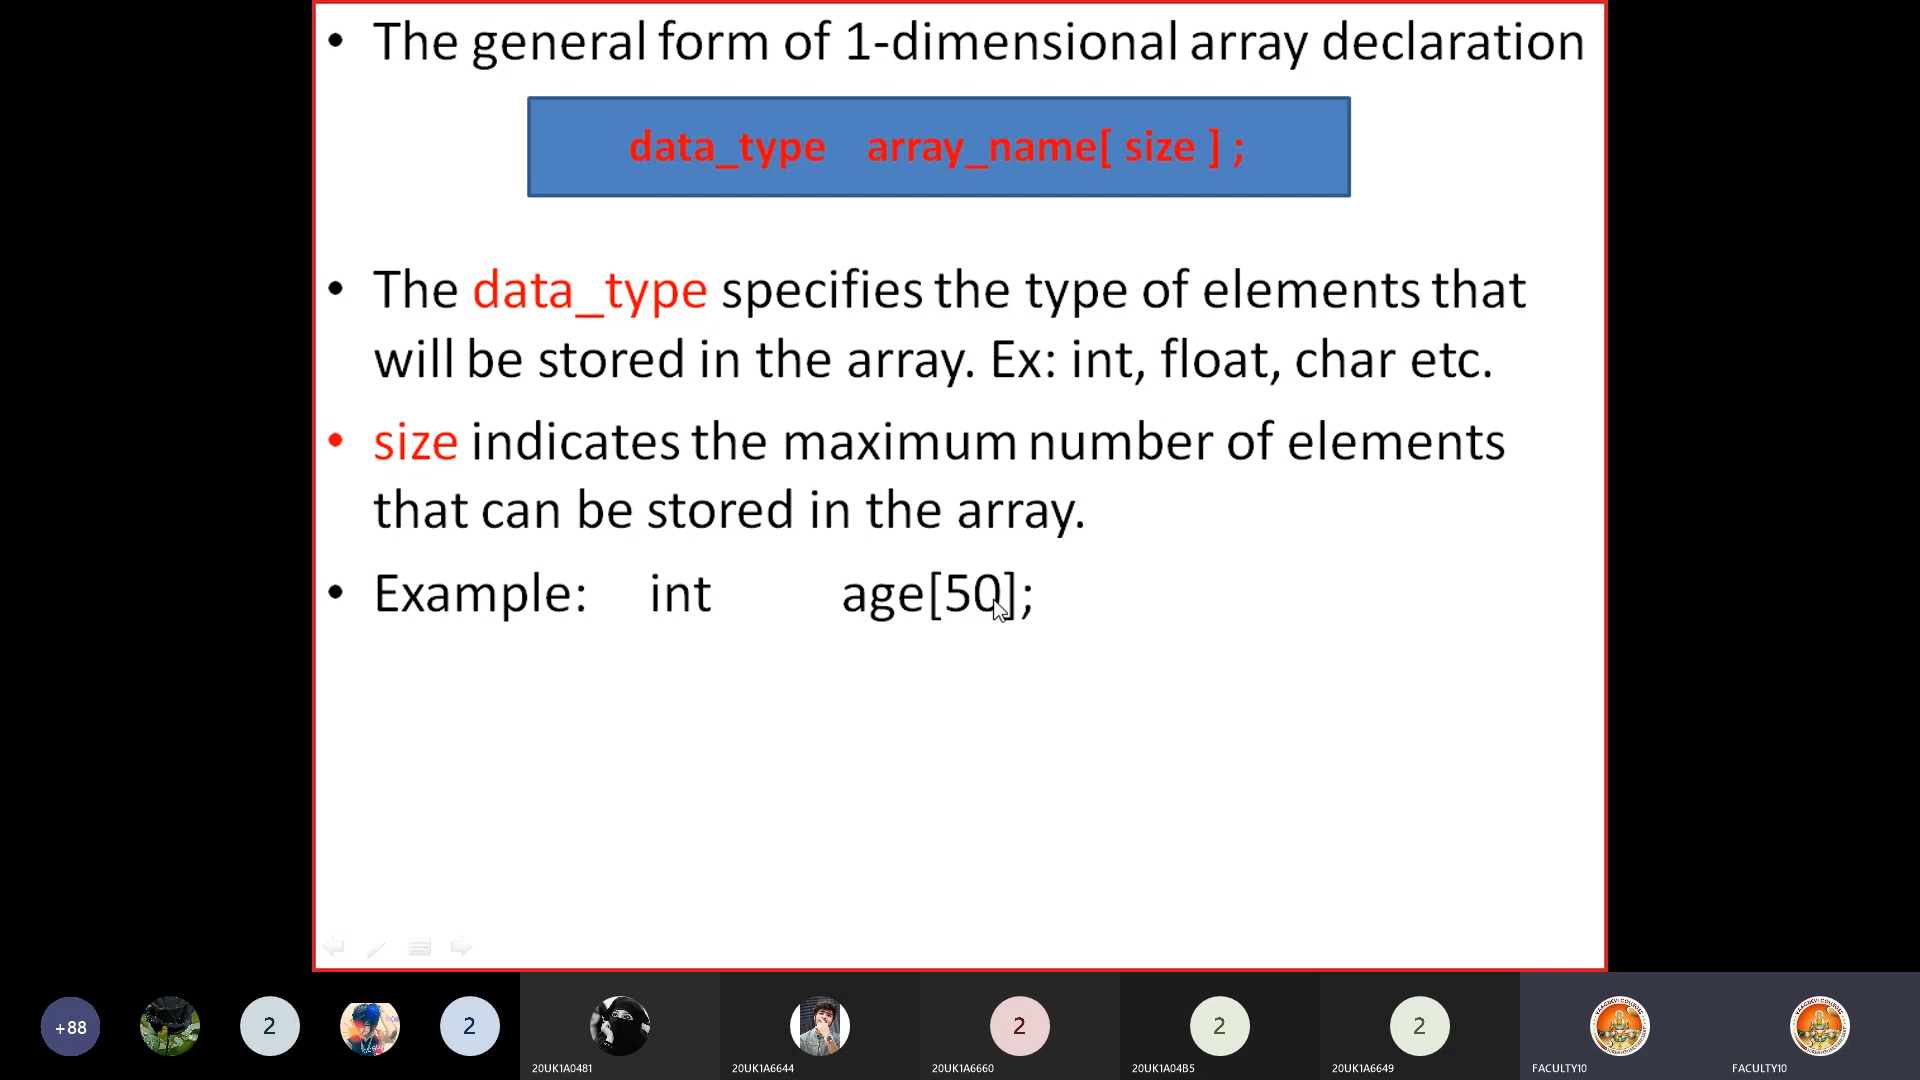 • The general form of 1-dimensional array declaration
data_type array_name[ size ] ;
• The data_type specifies the type of elements that
will be stored in the array. Ex: int, float, char etc.
• size indicates the maximum number of elements
that can be stored in the array.
• Example: int age[50];
+88 2 2 2 2 2
20UK1A0481 20UK1A6644 20UK1A6660 20UK1A04B5 20UK1A6649 FACULTY10 FACULTY10